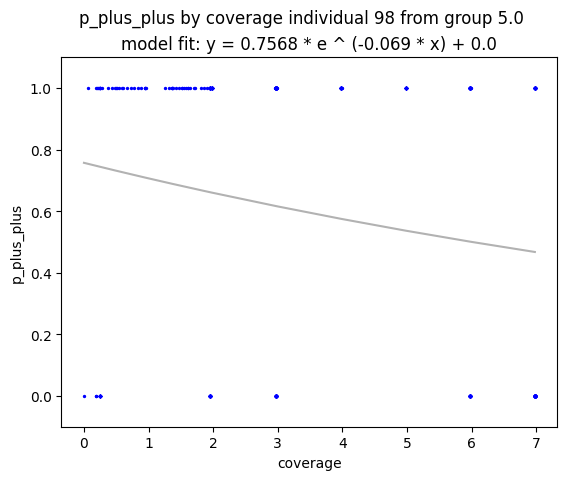 p_plus_plus by coverage individual 98 from group 5.0
model fit: y = 0.7568 * e ^ (-0.069 * x) + 0.0
1.0
0.8
0.6
0.4
0.2
0.0
p_plus_plus
0 1 2 3 4 5 6 7
coverage